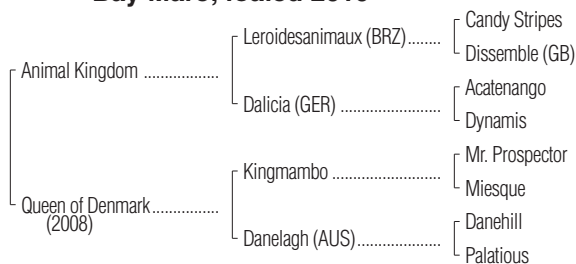 Bay Mare; foaled 2015
Candy Stripes
Leroidesanimaux (BRZ)........
Dissemble (GB)
Animal Kingdom ..................
Acatenango
Dalicia (GER) ........................
Dynamis
Mr. Prospector
Kingmambo ..........................
Miesque
Queen of Denmark................
(2008)
Danehill
Danelagh (AUS)....................
Palatious